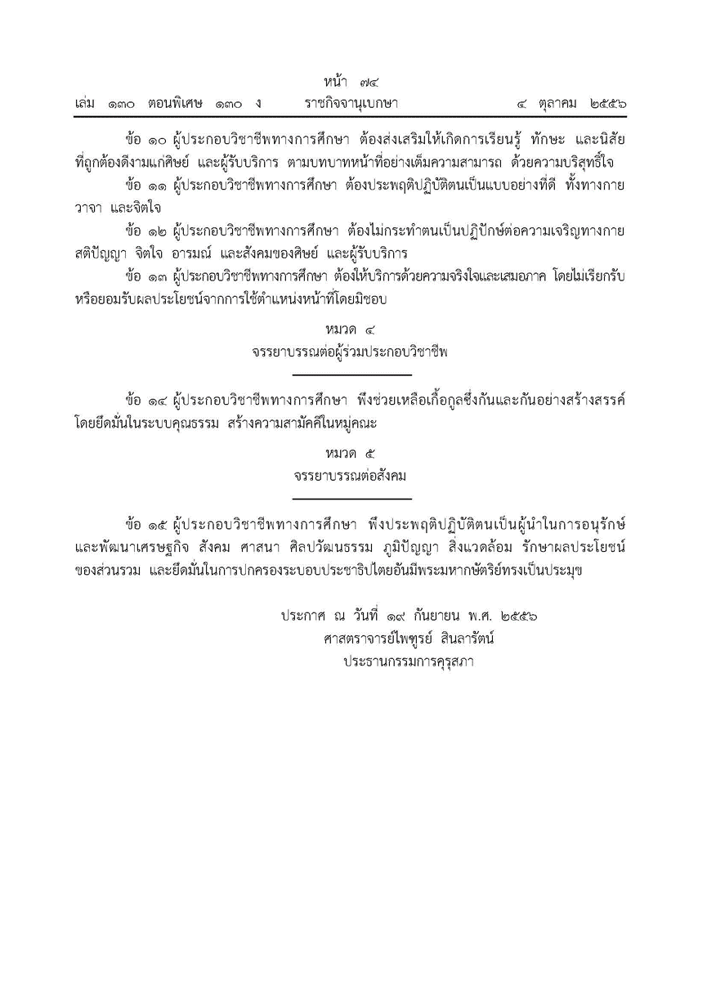 หน้า ๗๔
เล่ม ๑๓๐ ตอนพิเศษ ๑๓๐ ง ราชกิจจานุเบกษา ๔ ตุลาคม ๒๕๕๖
ข้อ ๑๐ ผู้ประกอบวิชาชีพทางการศึกษา ต้องส่งเสริมให้เกิดการเรียนรู้ ทักษะ และนิสัย
ที่ถูกต้องดีงามแก่ศิษย์ และผู้รับบริการ ตามบทบาทหน้าที่อย่างเต็มความสามารถ ด้วยความบริสุทธิ์ใจ
ข้อ ๑๑ ผู้ประกอบวิชาชีพทางการศึกษา ต้องประพฤติปฏิบัติตนเป็นแบบอย่างที่ดี ทั้งทางกาย
วาจา และจิตใจ
ข้อ ๑๒ ผู้ประกอบวิชาชีพทางการศึกษา ต้องไม่กระทำตนเป็นปฏิปักษ์ต่อความเจริญทางกาย
สติปัญญา จิตใจ อารมณ์ และสังคมของศิษย์ และผู้รับบริการ
ข้อ ๑๓ ผู้ประกอบวิชาชีพทางการศึกษา ต้องให้บริการด้วยความจริงใจและเสมอภาค โดยไม่เรียกรับ
หรือยอมรับผลประโยชน์จากการใช้ตำแหน่งหน้าที่โดยมิชอบ
หมวด ๔
จรรยาบรรณต่อผู้ร่วมประกอบวิชาชีพ
ข้อ ๑๔ ผู้ประกอบวิชาชีพทางการศึกษา พึงช่วยเหลือเกื้อกูลซึ่งกันและกันอย่างสร้างสรรค์
โดยยึดมั่นในระบบคุณธรรม สร้างความสามัคคีในหมู่คณะ
หมวด ๕
จรรยาบรรณต่อสังคม
ข้อ ๑๕ ผู้ประกอบวิชาชีพทางการศึกษา พึงประพฤติปฏิบัติตนเป็นผู้นำในการอนุรักษ์
และพัฒนาเศรษฐกิจ สังคม ศาสนา ศิลปวัฒนธรรม ภูมิปัญญา สิ่งแวดล้อม รักษาผลประโยชน์
ของส่วนรวม และยึดมั่นในการปกครองระบอบประชาธิปไตยอันมีพระมหากษัตริย์ทรงเป็นประมุข
ประกาศ ณ วันที่ ๑๙ กันยายน พ.ศ. ๒๕๕๖
ศาสตราจารย์ไพฑูรย์ สินลารัตน์
ประธานกรรมการคุรุสภา